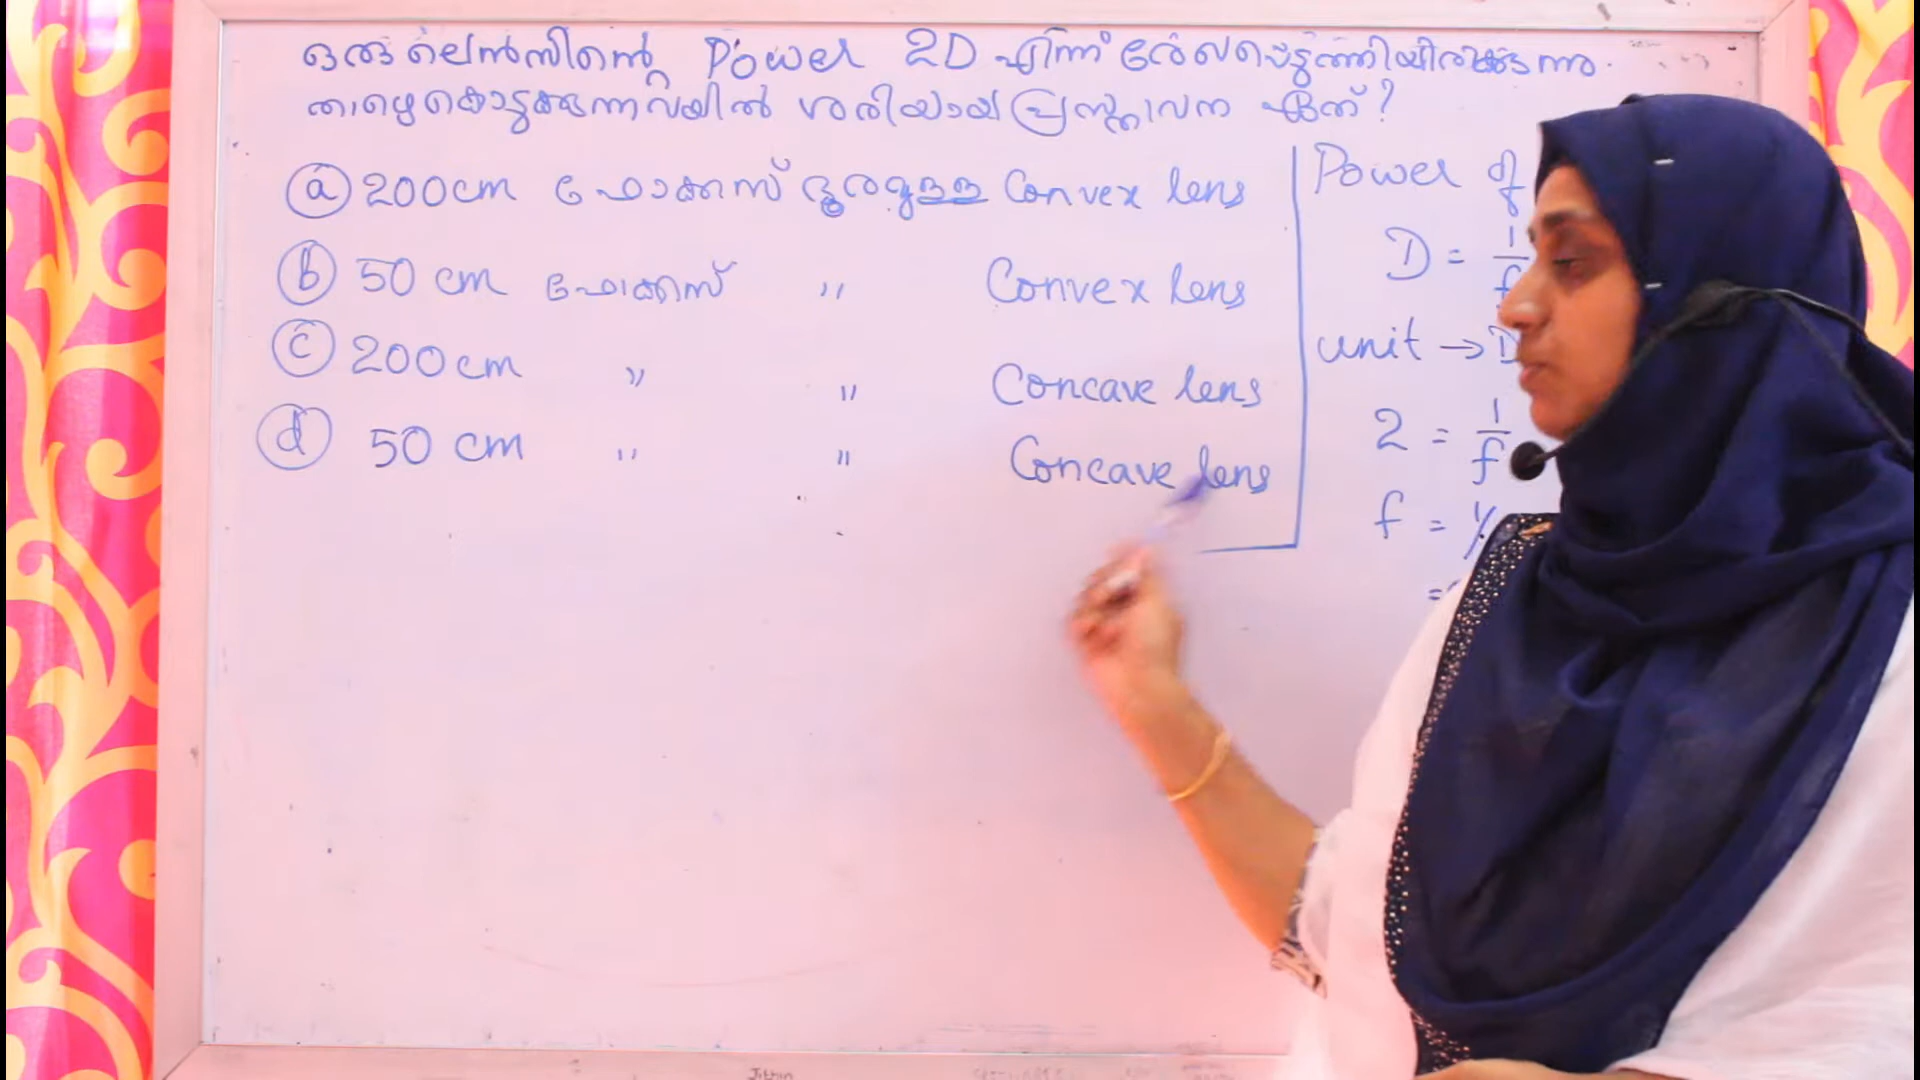 ഒരു ലെൻസിന്റെ Power 2D എന്ന് രേഖപ്പെടുത്തിയിരിക്കുന്നു.
താഴെകൊടുക്കുന്നവയിൽ ശരിയായ പ്രസ്താവന ഏത്?
ⓐ 200cm ഫോക്കസ് ദൂരമുള്ള Convex lens
ⓑ 50 cm ഫോക്കസ് " Convex lens
ⓒ 200cm " " Concave lens
ⓓ 50 cm " " Concave lens
Power of
D = 1/f
unit → D
2 = 1/f
f = 1/
=